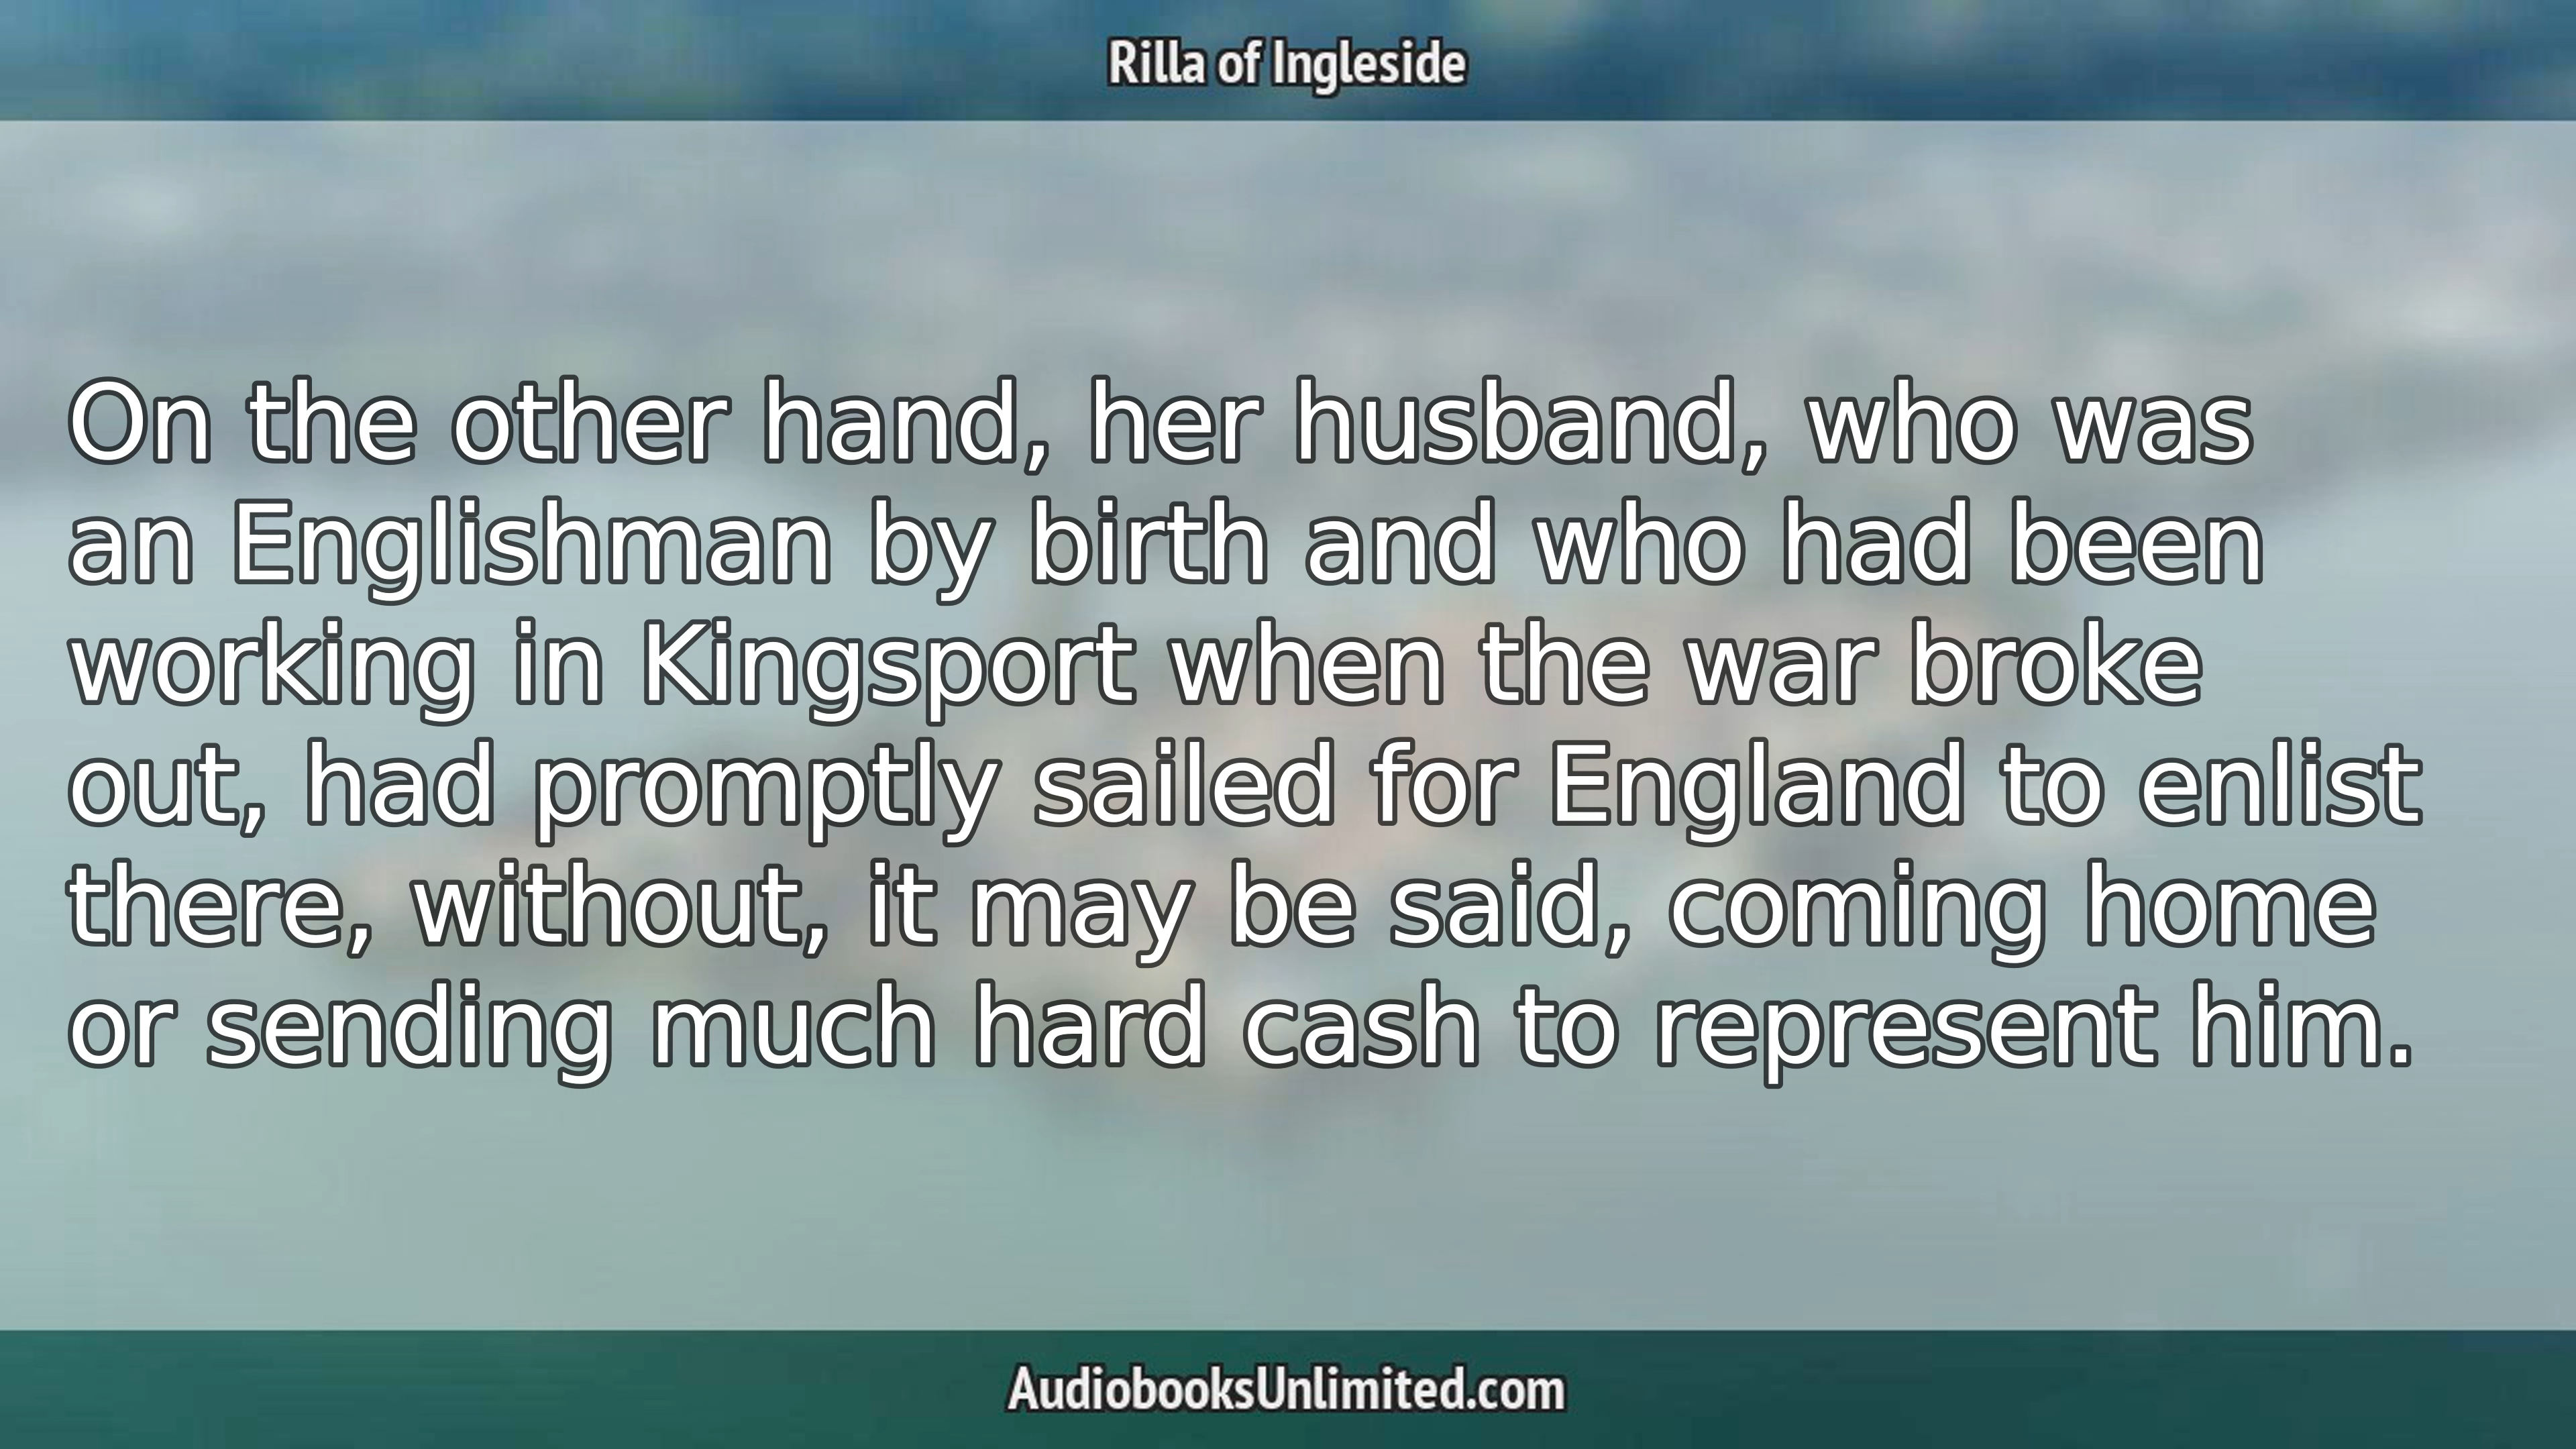 Rilla of Ingleside
On the other hand, her husband, who was
an Englishman by birth and who had been
working in Kingsport when the war broke
out, had promptly sailed for England to enlist
there, without, it may be said, coming home
or sending much hard cash to represent him.
AudiobooksUnlimited.com